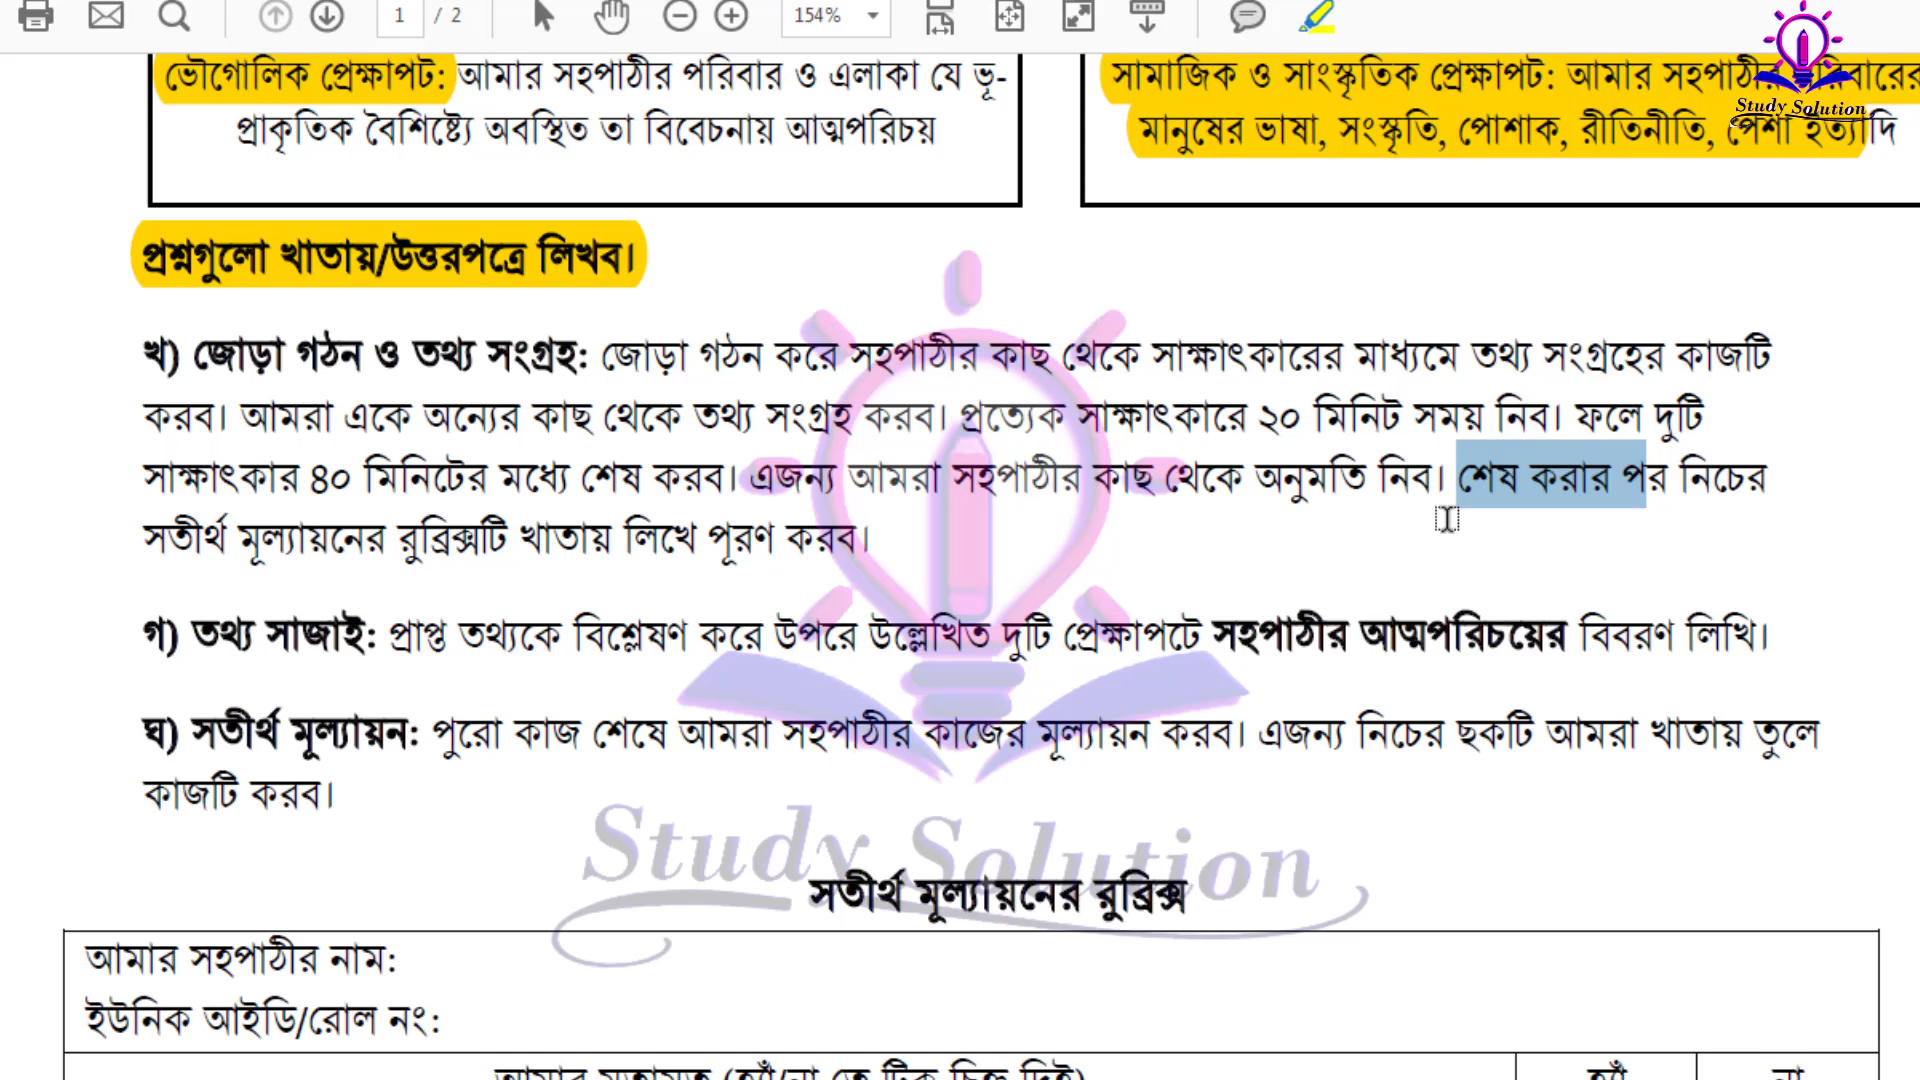 1 / 2 154%
Study Solution
ভৌগোলিক প্রেক্ষাপট: আমার সহপাঠীর পরিবার ও এলাকা যে ভূ-
প্রাকৃতিক বৈশিষ্ট্যে অবস্থিত তা বিবেচনায় আত্মপরিচয়
সামাজিক ও সাংস্কৃতিক প্রেক্ষাপট: আমার সহপাঠীর পরিবারের
মানুষের ভাষা, সংস্কৃতি, পোশাক, রীতিনীতি, পেশা ইত্যাদি
প্রশ্নগুলো খাতায়/উত্তরপত্রে লিখব।
খ) জোড়া গঠন ও তথ্য সংগ্রহ: জোড়া গঠন করে সহপাঠীর কাছ থেকে সাক্ষাৎকারের মাধ্যমে তথ্য সংগ্রহের কাজটি
করব। আমরা একে অন্যের কাছ থেকে তথ্য সংগ্রহ করব। প্রত্যেক সাক্ষাৎকারে ২০ মিনিট সময় নিব। ফলে দুটি
সাক্ষাৎকার ৪০ মিনিটের মধ্যে শেষ করব। এজন্য আমরা সহপাঠীর কাছ থেকে অনুমতি নিব। শেষ করার পর নিচের
সতীর্থ মূল্যায়নের রুব্রিক্সটি খাতায় লিখে পূরণ করব।
গ) তথ্য সাজাই: প্রাপ্ত তথ্যকে বিশ্লেষণ করে উপরে উল্লেখিত দুটি প্রেক্ষাপটে সহপাঠীর আত্মপরিচয়ের বিবরণ লিখি।
ঘ) সতীর্থ মূল্যায়ন: পুরো কাজ শেষে আমরা সহপাঠীর কাজের মূল্যায়ন করব। এজন্য নিচের ছকটি আমরা খাতায় তুলে
কাজটি করব।
Study Solution
সতীর্থ মূল্যায়নের রুব্রিক্স
আমার সহপাঠীর নাম:
ইউনিক আইডি/রোল নং:
আমার মতামত (হ্যাঁ/না তে টিক চিহ্ন দিই) হ্যাঁ না